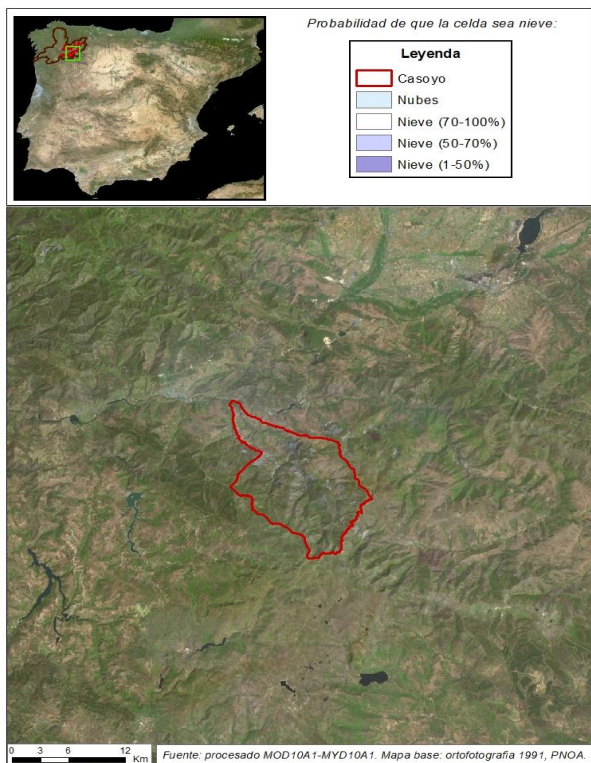 Probabilidad de que la celda sea nieve:
Leyenda
Casoyo
Nubes
Nieve (70-100%)
Nieve (50-70%)
Nieve (1-50%)
0 3 6 12
Km
Fuente: procesado MOD10A1-MYD10A1. Mapa base: ortofotografia 1991, PNOA.